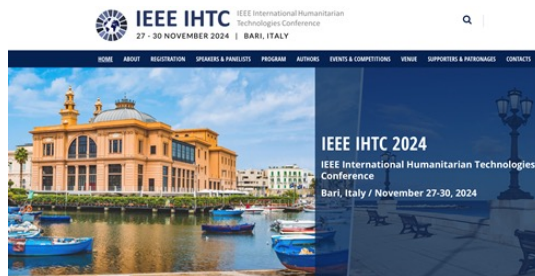 IEEE IHTC
IEEE International Humanitarian
Technologies Conference
27 - 30 NOVEMBER 2024 | BARI, ITALY
HOME ABOUT REGISTRATION SPEAKERS & PANELISTS PROGRAM AUTHORS EVENTS & COMPETITIONS VENUE SUPPORTERS & PATRONAGES CONTACTS
IEEE IHTC 2024
IEEE International Humanitarian Technologies
Conference
Bari, Italy / November 27-30, 2024